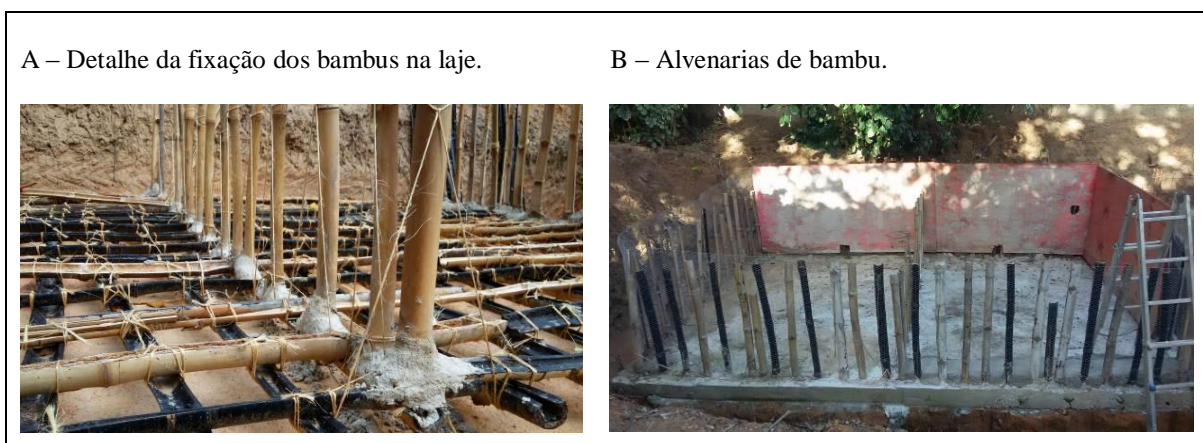 A – Detalhe da fixação dos bambus na laje.
B – Alvenarias de bambu.